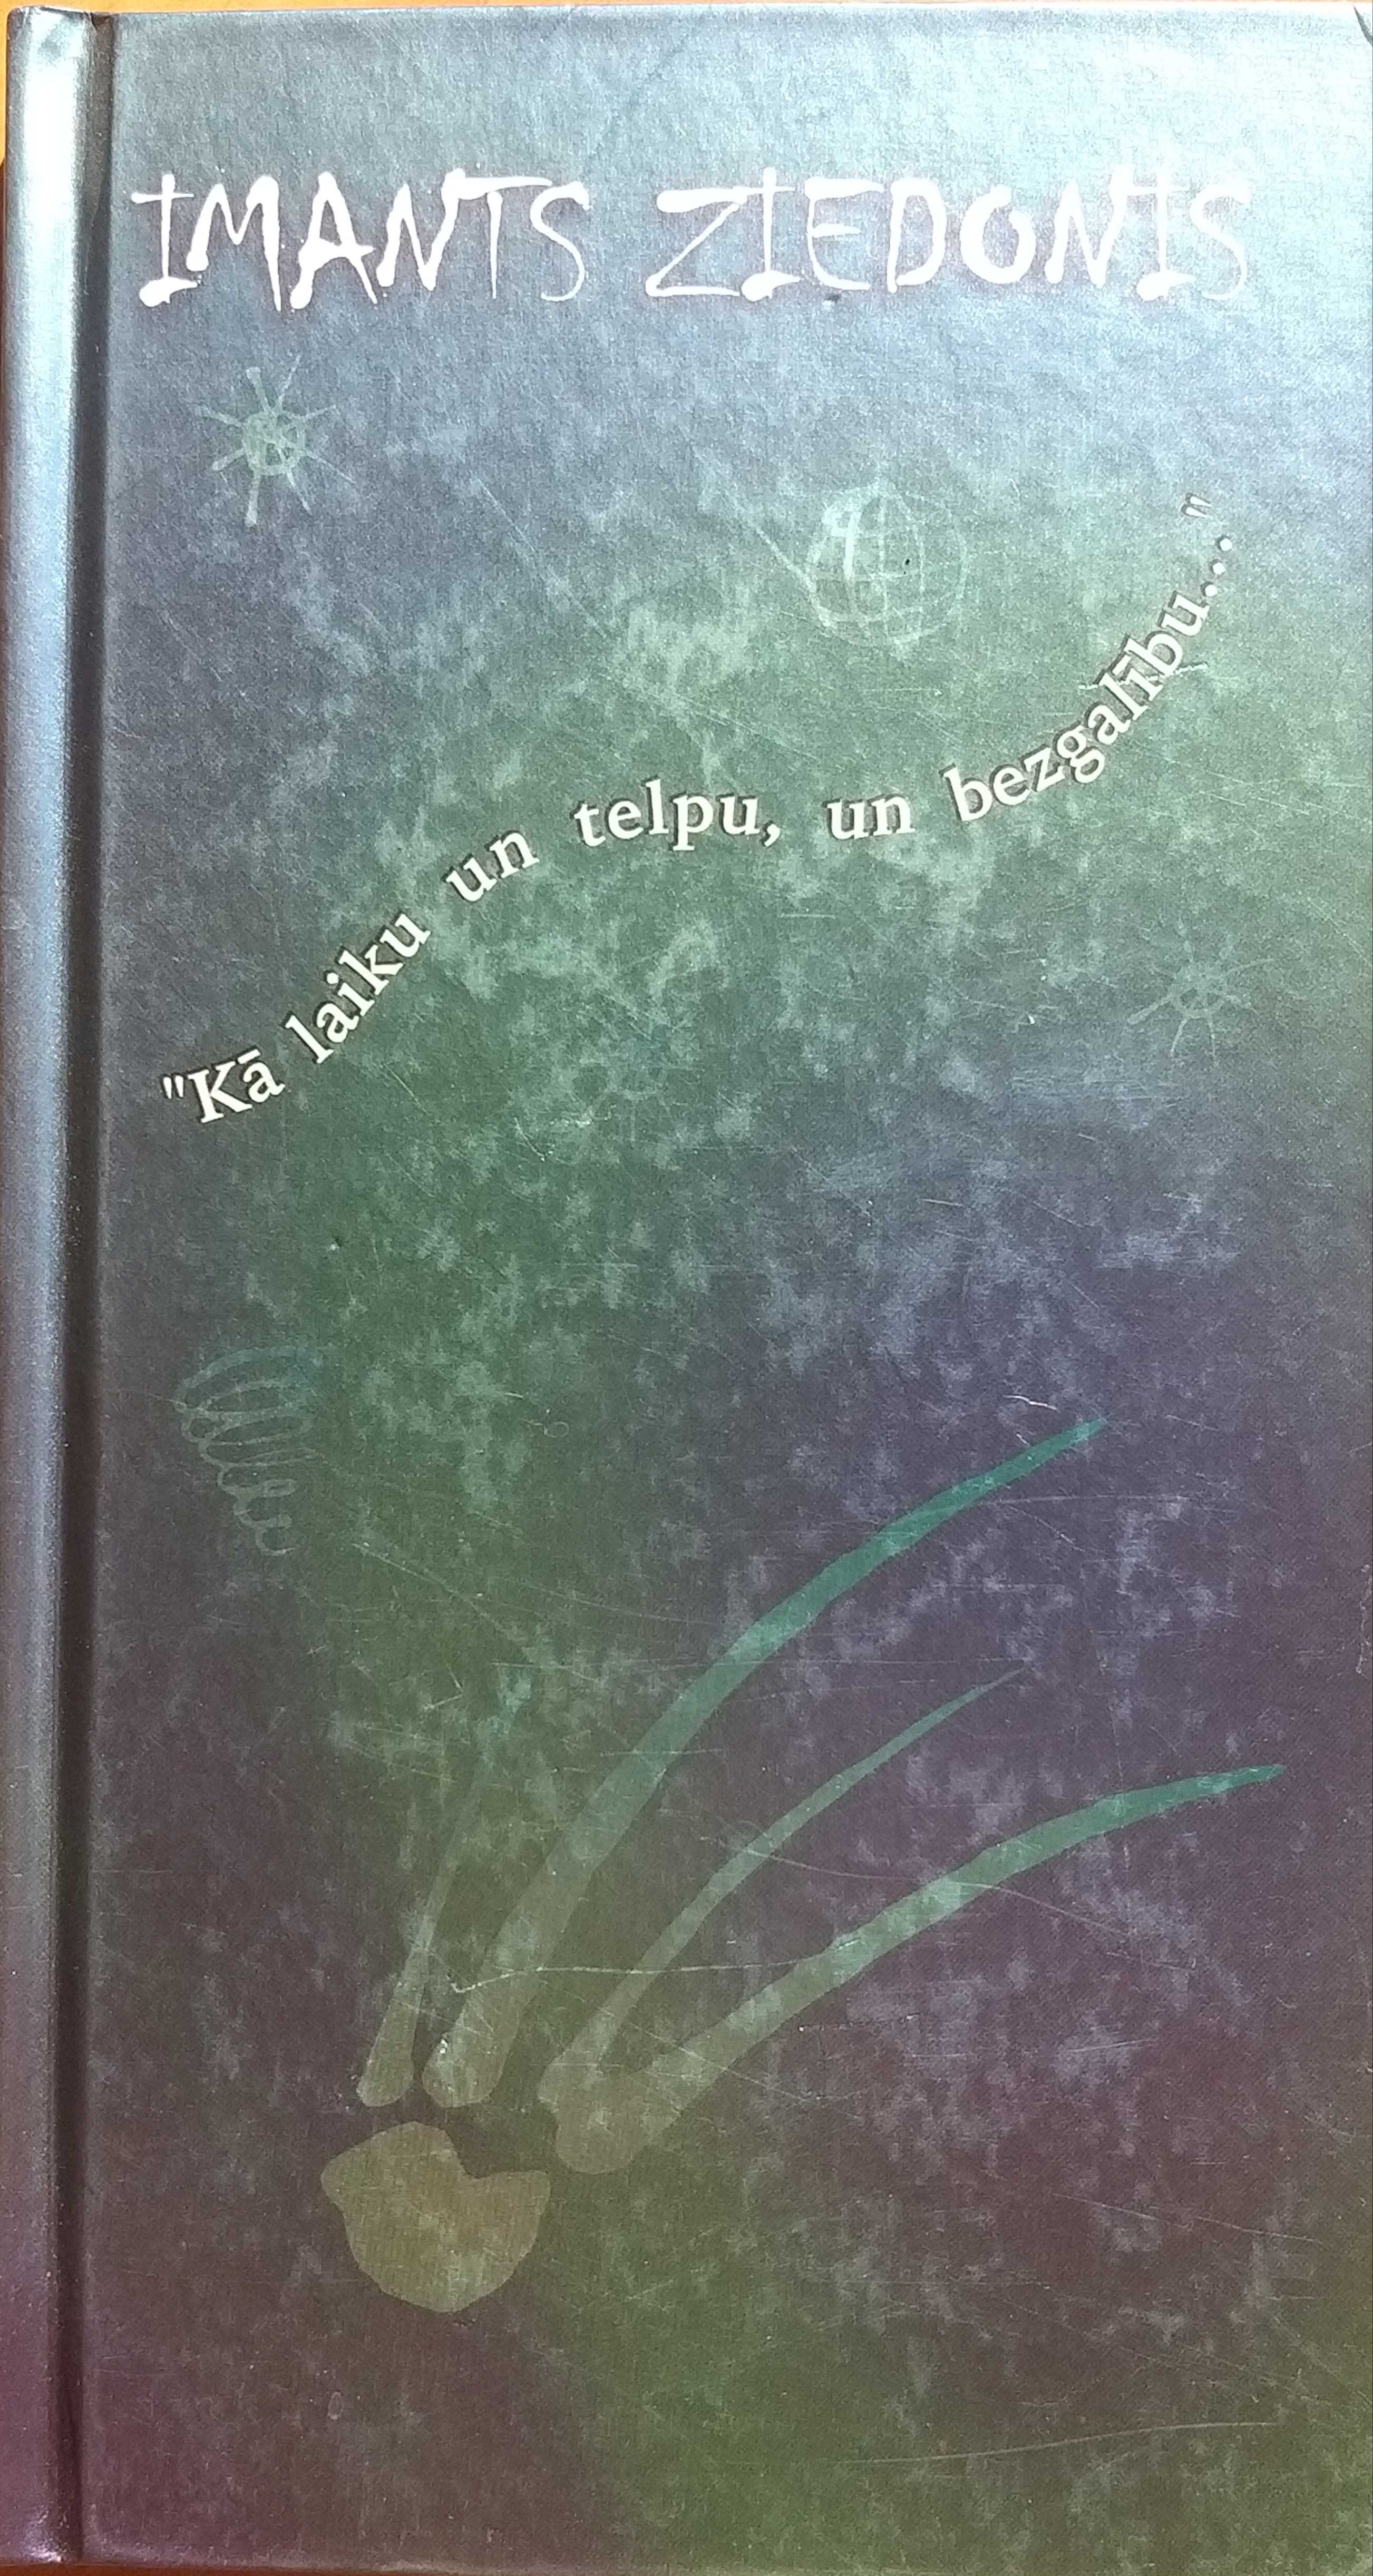 IMANTS ZIEDONIS
"Kā laiku un telpu, un bezgalību..."